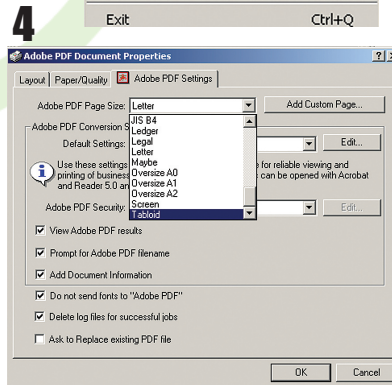 4
Exit Ctrl+Q
Adobe PDF Document Properties
Layout Paper/Quality Adobe PDF Settings
Adobe PDF Page Size: Letter Add Custom Page...
JIS B4
Ledger
Legal
Letter
Maybe
Oversize A0
Oversize A1
Oversize A2
Screen
Tabloid
Adobe PDF Conversion S
Default Settings: Edit...
Use these settings e for reliable viewing and
printing of business can be opened with Acrobat
and Reader 5.0 an
Adobe PDF Security: Edit...
View Adobe PDF results
Prompt for Adobe PDF filename
Add Document Information
Do not send fonts to "Adobe PDF"
Delete log files for successful jobs
Ask to Replace existing PDF file
OK Cancel